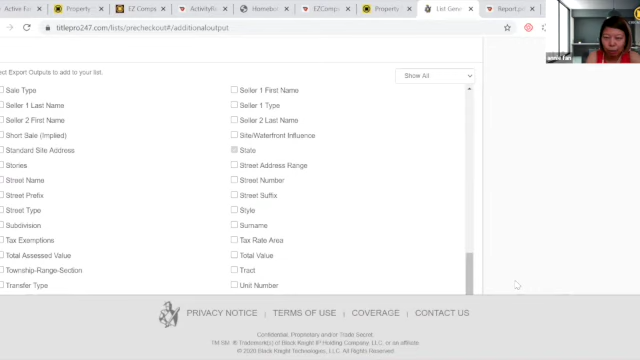 Active Fan
Property
EZ Comps
ActivityRe
Homebot
EZComp
Property
List Gene
Report.p
titlepro247.com/lists/precheckout#/additionaloutput
ect Export Outputs to add to your list.
Show All
Sale Type
Seller 1 First Name
Seller 1 Last Name
Seller 1 Type
Seller 2 First Name
Seller 2 Last Name
Short Sale (Implied)
Site/Waterfront Influence
Standard Site Address
State
Stories
Street Address Range
Street Name
Street Number
Street Prefix
Street Suffix
Street Type
Style
Subdivision
Surname
Tax Exemptions
Tax Rate Area
Total Assessed Value
Total Value
Township-Range-Section
Tract
Transfer Type
Unit Number
annie fan
PRIVACY NOTICE | TERMS OF USE | COVERAGE | CONTACT US
Confidential, Proprietary and/or Trade Secret
TM SM ® Trademark(s) of Black Knight IP Holding Company, LLC, or an affiliate
© 2020 Black Knight Technologies, LLC. All Rights Reserved.